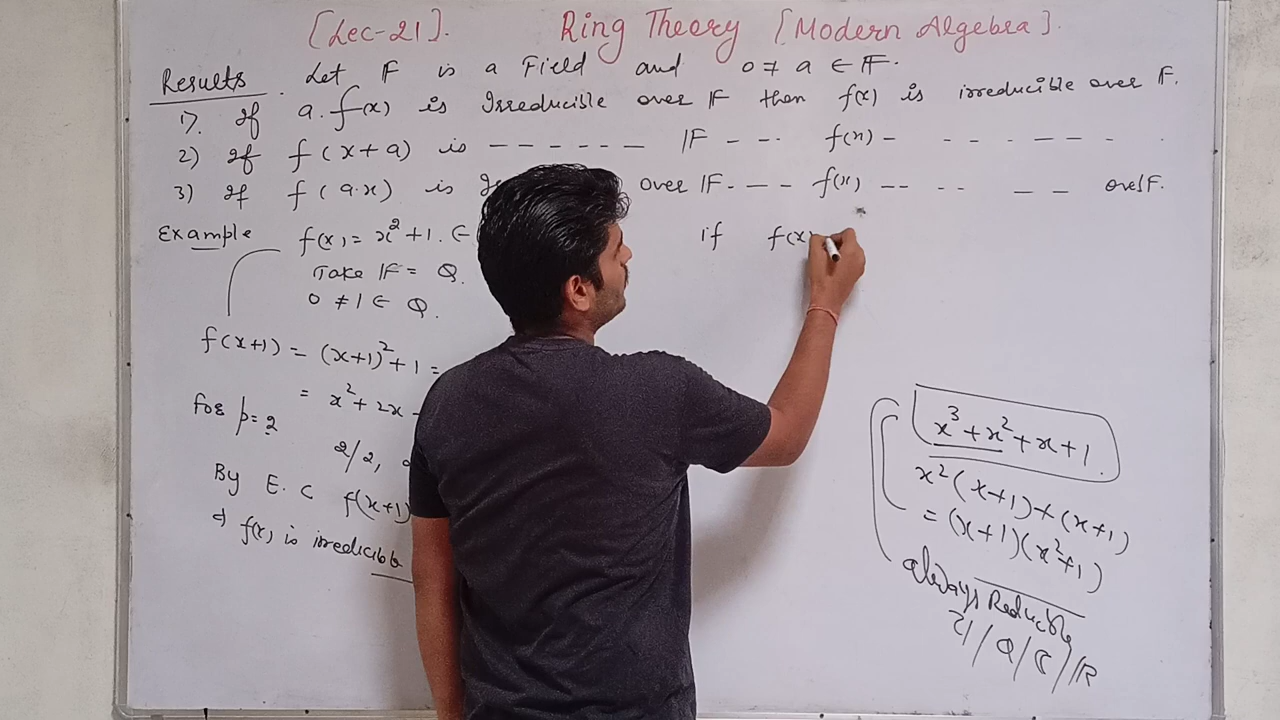 [Lec-21]. Ring Theory [Modern Algebra].
Results. Let 𝔽 is a Field and 0 ≠ a ∈ 𝔽.
1). If a.f(x) is Irreducible over 𝔽 then f(x) is irreducible over 𝔽.
2) If f(x+a) is ------ 𝔽 --- f(x) - - - - - - - .
3) If f(a.x) is over 𝔽 --- f(x) -- -- -- -- over 𝔽.
Example f(x) = x²+1. ∈ if f(x)
Take 𝔽 = Q.
0 ≠ 1 ∈ Q.
f(x+1) = (x+1)²+1 =
= x² + 2x
For p=2
2/2,
By E.C f(x+1)
⇒ f(x) is irreducible
x³+x²+x+1.
x²(x+1)+(x+1)
= (x+1)(x²+1)
always Reducible
Z//Q/C/R